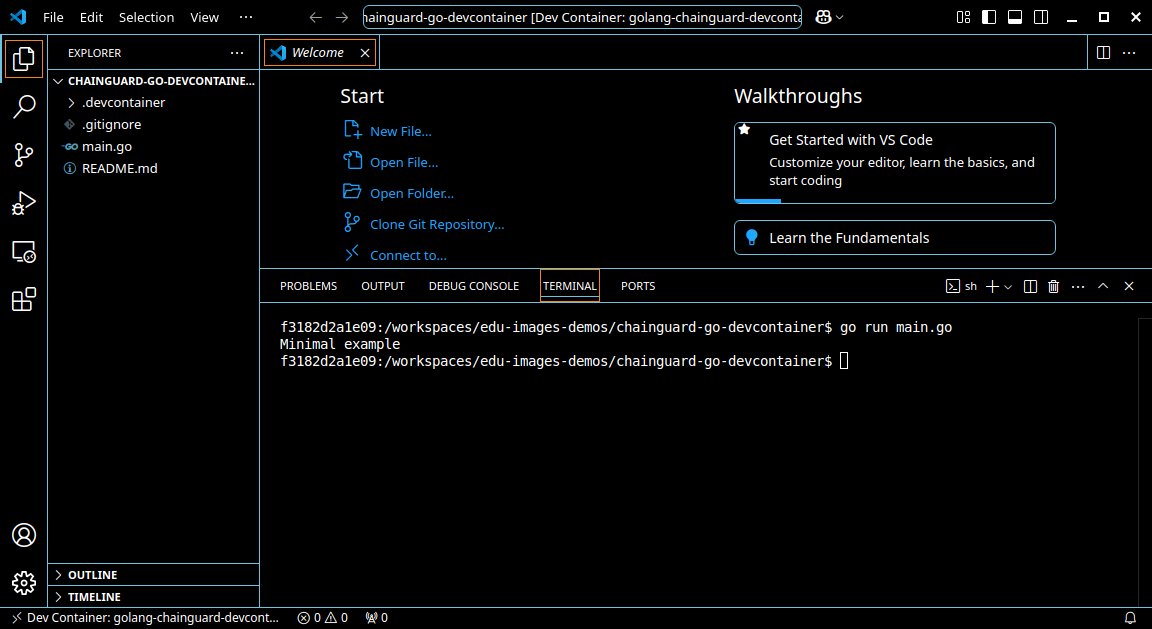 File Edit Selection View ···
hainguard-go-devcontainer [Dev Container: golang-chainguard-devconta
EXPLORER ···
CHAINGUARD-GO-DEVCONTAINE...
.devcontainer
.gitignore
GO main.go
README.md
OUTLINE
TIMELINE
Welcome
Start
New File...
Open File...
Open Folder...
Clone Git Repository...
Connect to...
Walkthroughs
Get Started with VS Code
Customize your editor, learn the basics, and
start coding
Learn the Fundamentals
PROBLEMS OUTPUT DEBUG CONSOLE TERMINAL PORTS
sh
f3182d2a1e09:/workspaces/edu-images-demos/chainguard-go-devcontainer$ go run main.go
Minimal example
f3182d2a1e09:/workspaces/edu-images-demos/chainguard-go-devcontainer$
Dev Container: golang-chainguard-devcont... 0 0 0